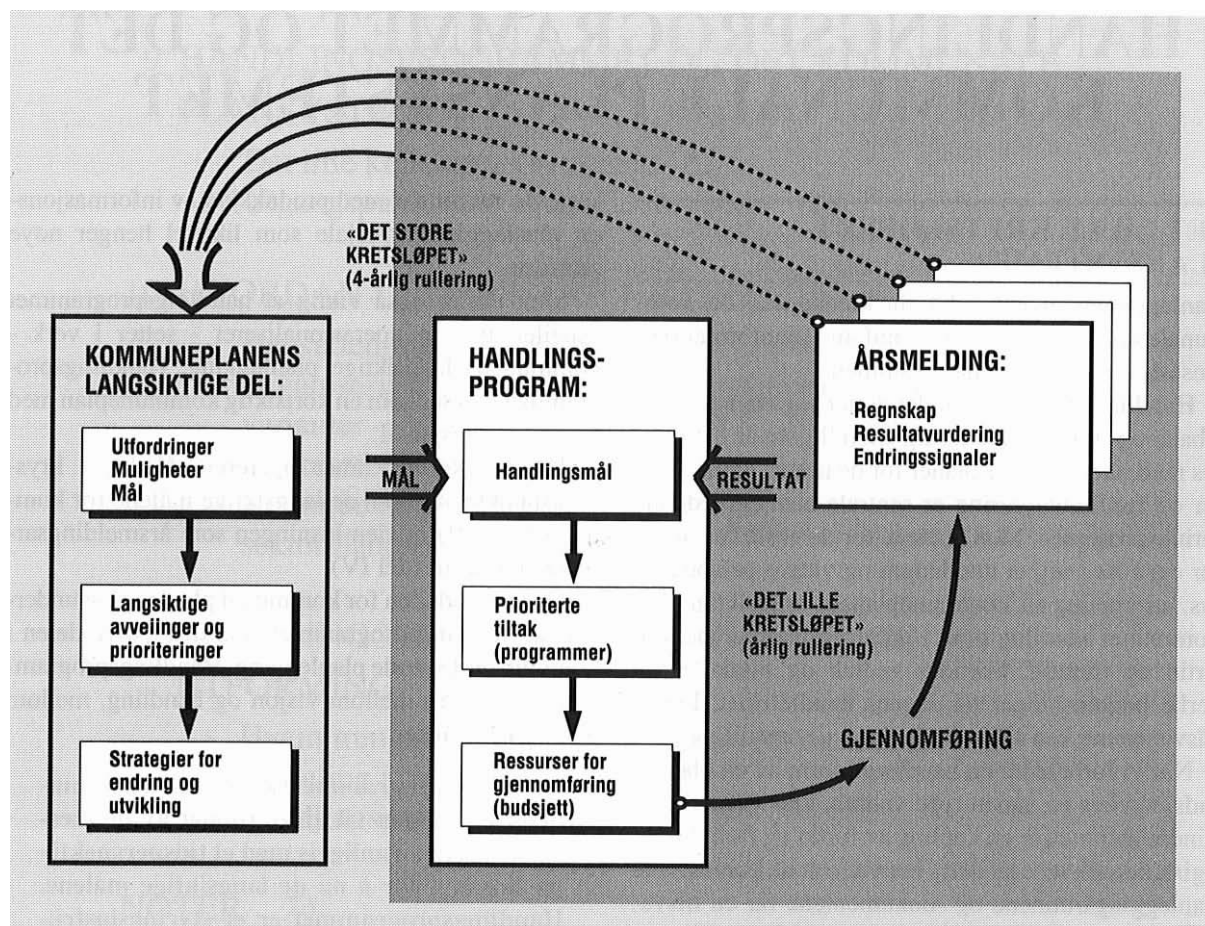 «DET STORE
KRETSLØPET»
(4-årlig rullering)
KOMMUNEPLANENS
LANGSIKTIGE DEL:
Utfordringer
Muligheter
Mål
Langsiktige
avveiinger og
prioriteringer
Strategier for
endring og
utvikling
MÅL
HANDLINGS-
PROGRAM:
Handlingsmål
Prioriterte
tiltak
(programmer)
Ressurser for
gjennomføring
(budsjett)
RESULTAT
ÅRSMELDING:
Regnskap
Resultatvurdering
Endringssignaler
«DET LILLE
KRETSLØPET»
(årlig rullering)
GJENNOMFØRING